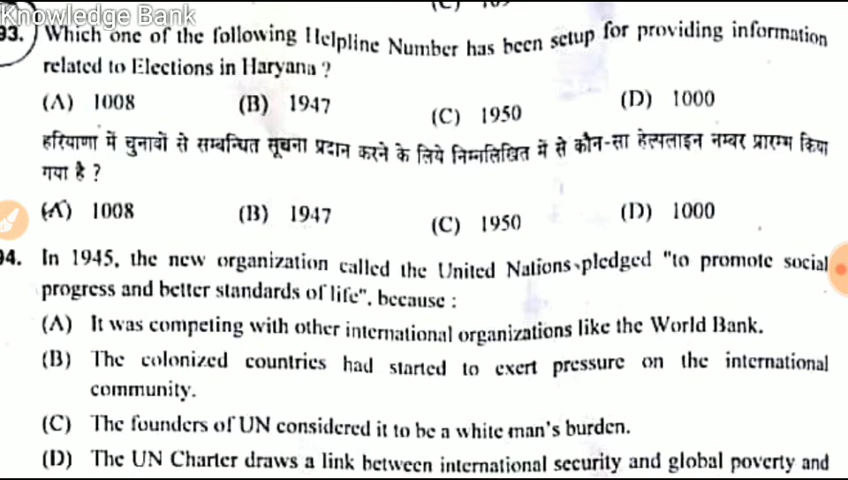 Knowledge Bank
93. Which one of the following Helpline Number has been setup for providing information
related to Elections in Haryana ?
(A) 1008 (B) 1947 (C) 1950 (D) 1000
हरियाणा में चुनावों से सम्बन्धित सूचना प्रदान करने के लिये निम्नलिखित में से कौन-सा हेल्पलाइन नम्बर प्रारम्भ किया
गया है ?
(A) 1008 (B) 1947 (C) 1950 (D) 1000
94. In 1945, the new organization called the United Nations pledged "to promote social
progress and better standards of life", because :
(A) It was competing with other international organizations like the World Bank.
(B) The colonized countries had started to exert pressure on the international
community.
(C) The founders of UN considered it to be a white man's burden.
(D) The UN Charter draws a link between international security and global poverty and